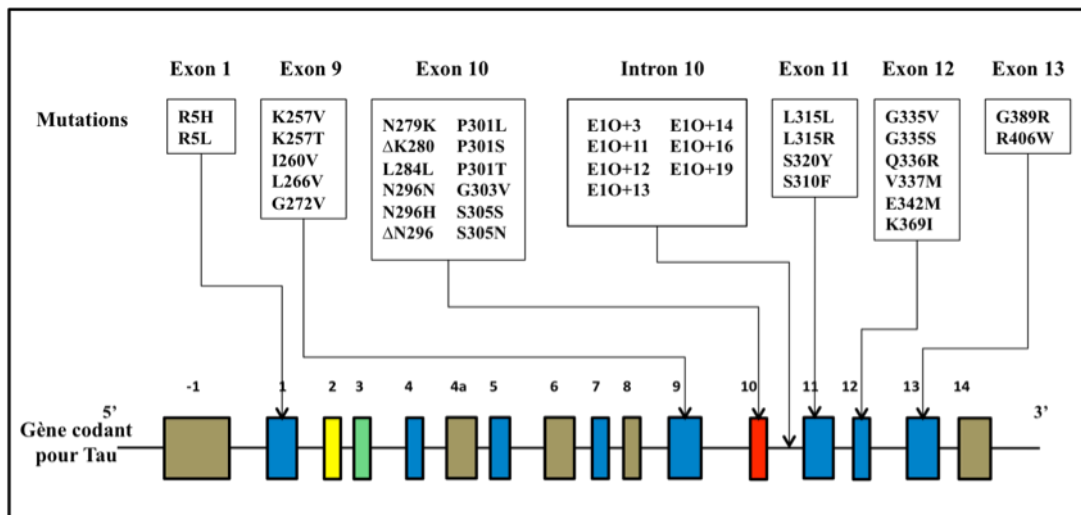 Exon 1 Exon 9 Exon 10 Intron 10 Exon 11 Exon 12 Exon 13
Mutations
R5H
R5L
K257V
K257T
I260V
L266V
G272V
N279K P301L
ΔK280 P301S
L284L P301T
N296N G303V
N296H S305S
ΔN296 S305N
E1O+3 E1O+14
E1O+11 E1O+16
E1O+12 E1O+19
E1O+13
L315L
L315R
S320Y
S310F
G335V
G335S
Q336R
V337M
E342M
K369I
G389R
R406W
-1 1 2 3 4 4a 5 6 7 8 9 10 11 12 13 14
5’ 3’
Gène codant
pour Tau